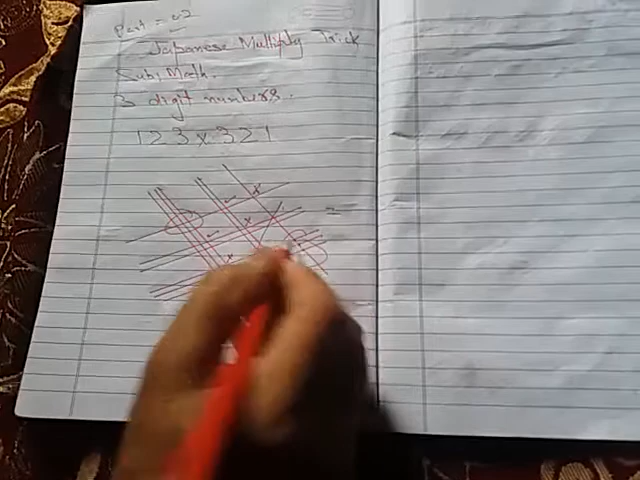 Part = 02
Japanese Multiply Trick
Sub; Math.
3 digit numbers.
123 x 321
=